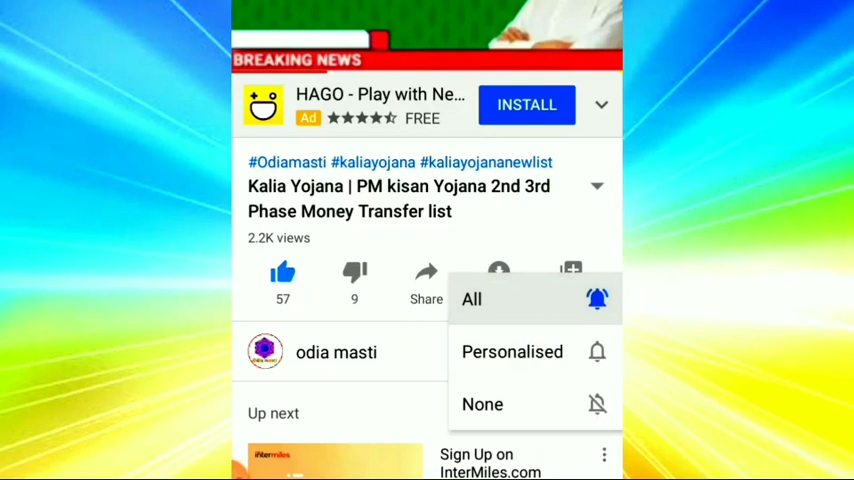 BREAKING NEWS
HAGO - Play with Ne...
INSTALL
Ad
FREE
#Odiamasti #kaliayojana #kaliayojananewlist
Kalia Yojana | PM kisan Yojana 2nd 3rd
Phase Money Transfer list
2.2K views
57
9
Share
All
odia masti
Personalised
None
Up next
intermiles
Sign Up on
InterMiles.com